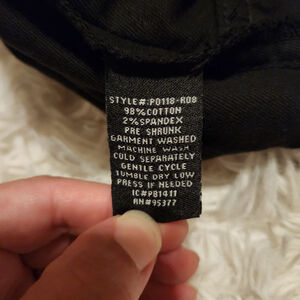 STYLE#:P0118-R08
98%COTTON
2%SPANDEX
PRE SHRUNK
GARMENT WASHED
MACHINE WASH
COLD SEPARATELY
GENTLE CYCLE
TUMBLE DRY LOW
PRESS IF NEEDED
IC#981411
RN#95377